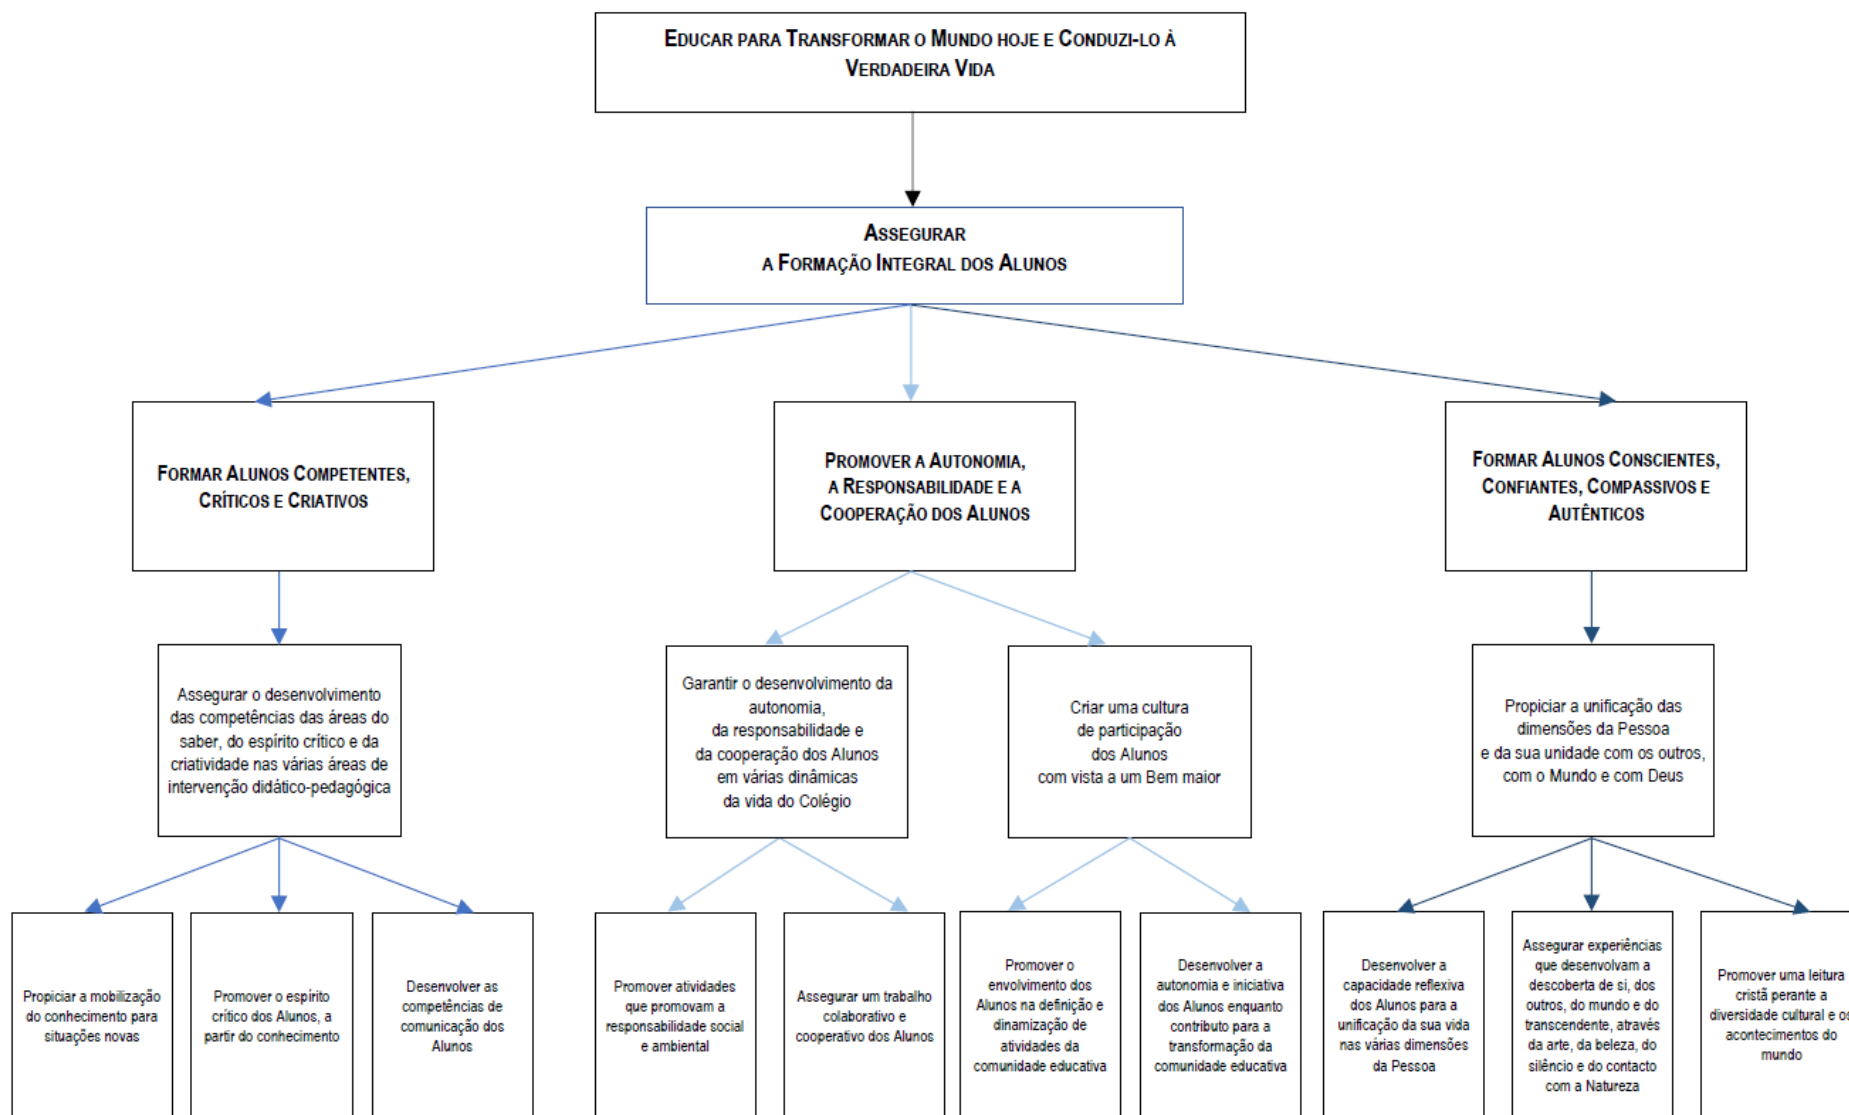 EDUCAR PARA TRANSFORMAR O MUNDO HOJE E CONDUZI-LO À
VERDADEIRA VIDA
ASSEGURAR
A FORMAÇÃO INTEGRAL DOS ALUNOS
FORMAR ALUNOS COMPETENTES,
CRÍTICOS E CRIATIVOS
PROMOVER A AUTONOMIA,
A RESPONSABILIDADE E A
COOPERAÇÃO DOS ALUNOS
FORMAR ALUNOS CONSCIENTES,
CONFIANTES, COMPASSIVOS E
AUTÊNTICOS
Assegurar o desenvolvimento
das competências das áreas do
saber, do espírito crítico e da
criatividade nas várias áreas de
intervenção didático-pedagógica
Garantir o desenvolvimento da
autonomia,
da responsabilidade e
da cooperação dos Alunos
em várias dinâmicas
da vida do Colégio
Criar uma cultura
de participação
dos Alunos
com vista a um Bem maior
Propiciar a unificação das
dimensões da Pessoa
e da sua unidade com os outros,
com o Mundo e com Deus
Propiciar a mobilização
do conhecimento para
situações novas
Promover o espírito
crítico dos Alunos, a
partir do conhecimento
Desenvolver as
competências de
comunicação dos
Alunos
Promover atividades
que promovam a
responsabilidade social
e ambiental
Assegurar um trabalho
colaborativo e
cooperativo dos Alunos
Promover o
envolvimento dos
Alunos na definição e
dinamização de
atividades da
comunidade educativa
Desenvolver a
autonomia e iniciativa
dos Alunos enquanto
contributo para a
transformação da
comunidade educativa
Desenvolver a
capacidade reflexiva
dos Alunos para a
unificação da sua vida
nas várias dimensões
da Pessoa
Assegurar experiências
que desenvolvam a
descoberta de si, dos
outros, do mundo e do
transcendente, através
da arte, da beleza, do
silêncio e do contacto
com a Natureza
Promover uma leitura
cristã perante a
diversidade cultural e os
acontecimentos do
mundo